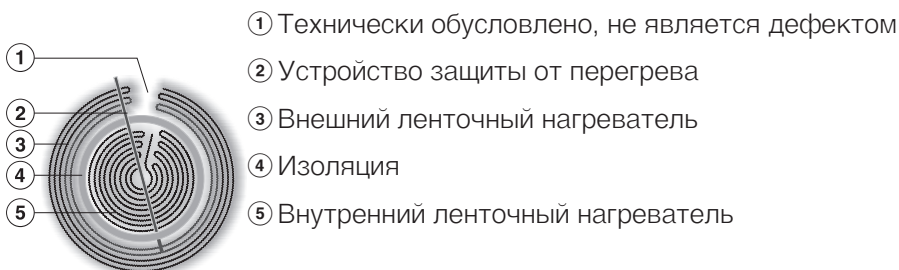 ① Технически обусловлено, не является дефектом
② Устройство защиты от перегрева
③ Внешний ленточный нагреватель
④ Изоляция
⑤ Внутренний ленточный нагреватель
①
②
③
④
⑤